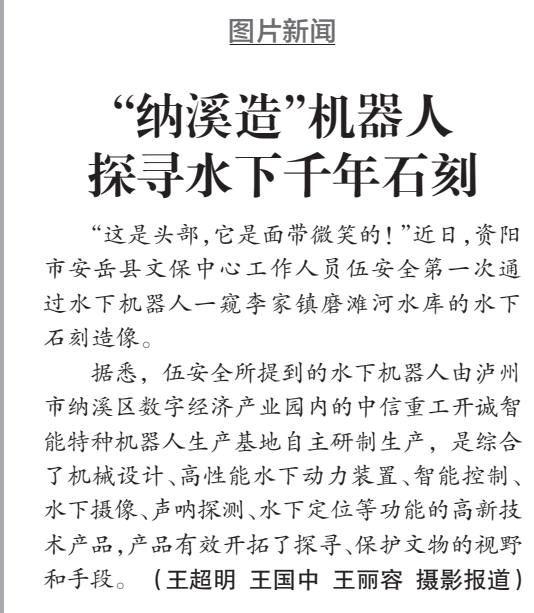 图片新闻
“纳溪造”机器人
探寻水下千年石刻
“这是头部，它是面带微笑的！”近日，资阳
市安岳县文保中心工作人员伍安全第一次通
过水下机器人一窥李家镇磨滩河水库的水下
石刻造像。
据悉，伍安全所提到的水下机器人由泸州
市纳溪区数字经济产业园内的中信重工开诚智
能特种机器人生产基地自主研制生产，是综合
了机械设计、高性能水下动力装置、智能控制、
水下摄像、声呐探测、水下定位等功能的高新技
术产品，产品有效开拓了探寻、保护文物的视野
和手段。（王超明 王国中 王丽容 摄影报道）